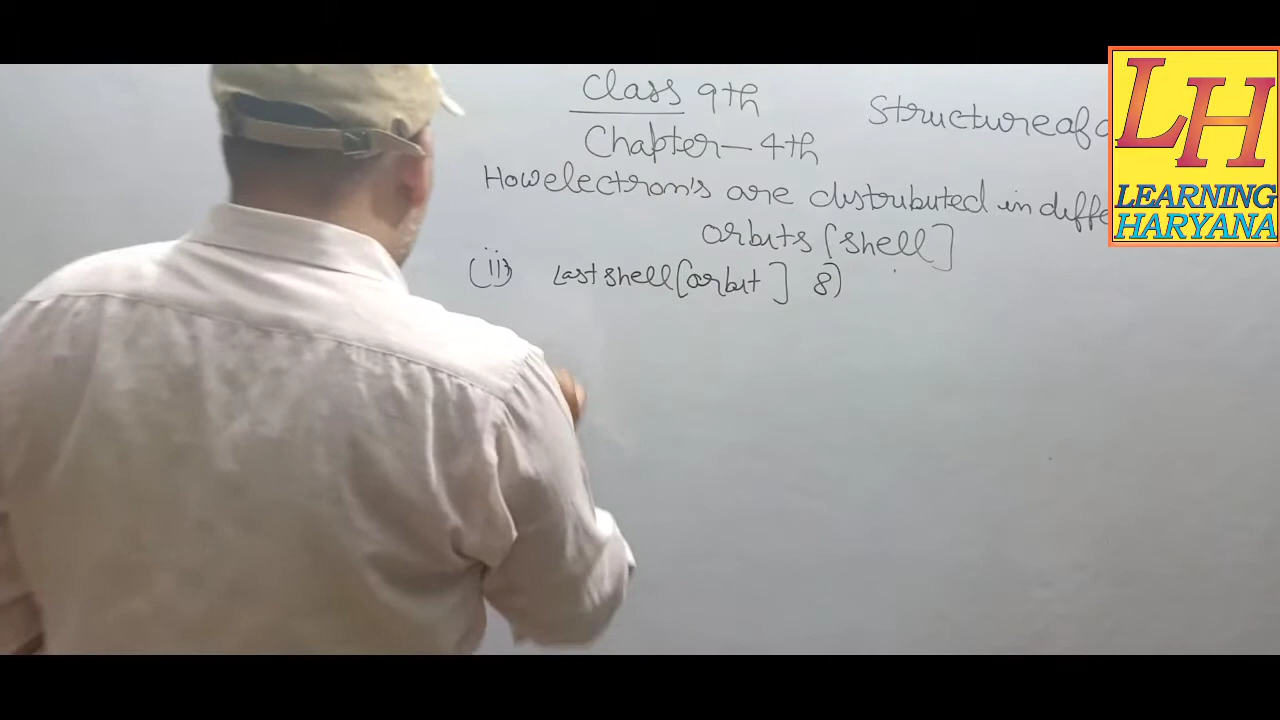 Class 9th
Structure of
Chapter - 4th
How electron's are distributed in diffe
orbits [shell]
(ii) Last shell [orbit] 8)
LH
LEARNING
HARYANA